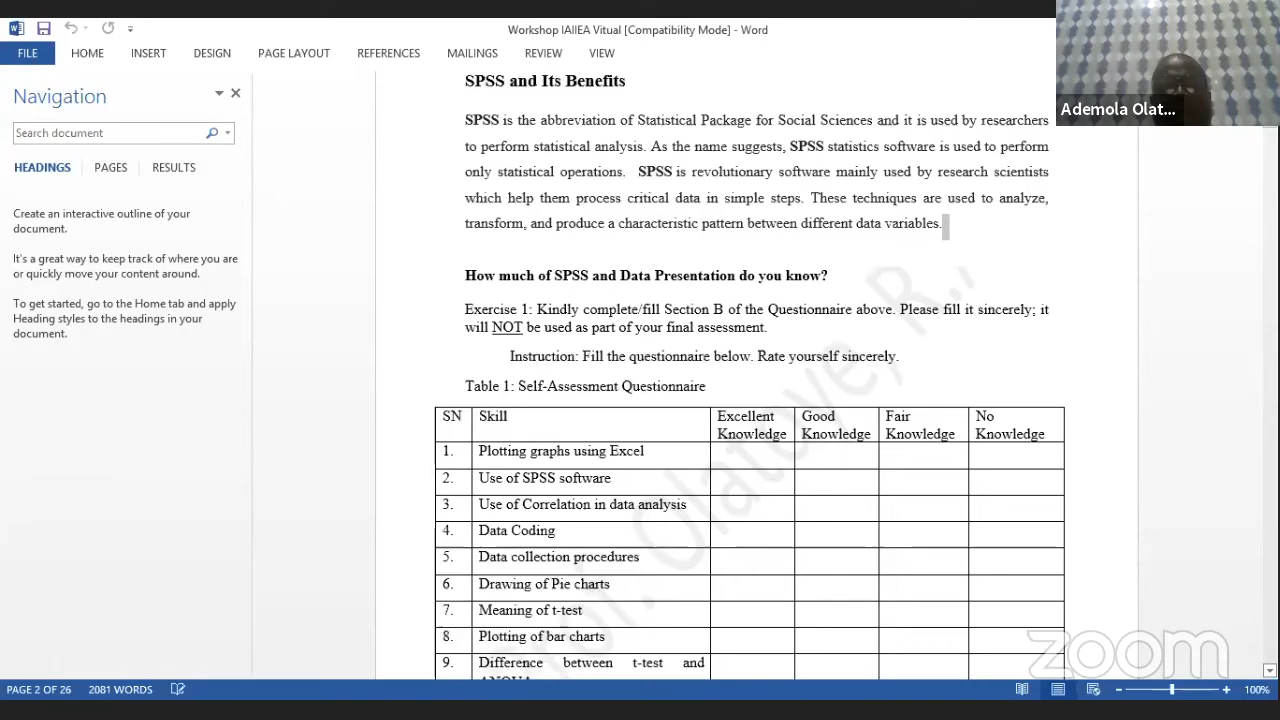 Workshop IAIIEA Vitual [Compatibility Mode] - Word
FILE HOME INSERT DESIGN PAGE LAYOUT REFERENCES MAILINGS REVIEW VIEW
Ademola Olat...
Navigation
Search document
HEADINGS PAGES RESULTS
Create an interactive outline of your
document.
It's a great way to keep track of where you are
or quickly move your content around.
To get started, go to the Home tab and apply
Heading styles to the headings in your
document.
SPSS and Its Benefits
SPSS is the abbreviation of Statistical Package for Social Sciences and it is used by researchers
to perform statistical analysis. As the name suggests, SPSS statistics software is used to perform
only statistical operations. SPSS is revolutionary software mainly used by research scientists
which help them process critical data in simple steps. These techniques are used to analyze,
transform, and produce a characteristic pattern between different data variables.
How much of SPSS and Data Presentation do you know?
Exercise 1: Kindly complete/fill Section B of the Questionnaire above. Please fill it sincerely; it
will NOT be used as part of your final assessment.
Instruction: Fill the questionnaire below. Rate yourself sincerely.
Table 1: Self-Assessment Questionnaire
SN Skill Excellent Knowledge Good Knowledge Fair Knowledge No Knowledge
1. Plotting graphs using Excel
2. Use of SPSS software
3. Use of Correlation in data analysis
4. Data Coding
5. Data collection procedures
6. Drawing of Pie charts
7. Meaning of t-test
8. Plotting of bar charts
9. Difference between t-test and
ANOVA
Prof. Olatoye, R.,
zoom
PAGE 2 OF 26 2081 WORDS 100%